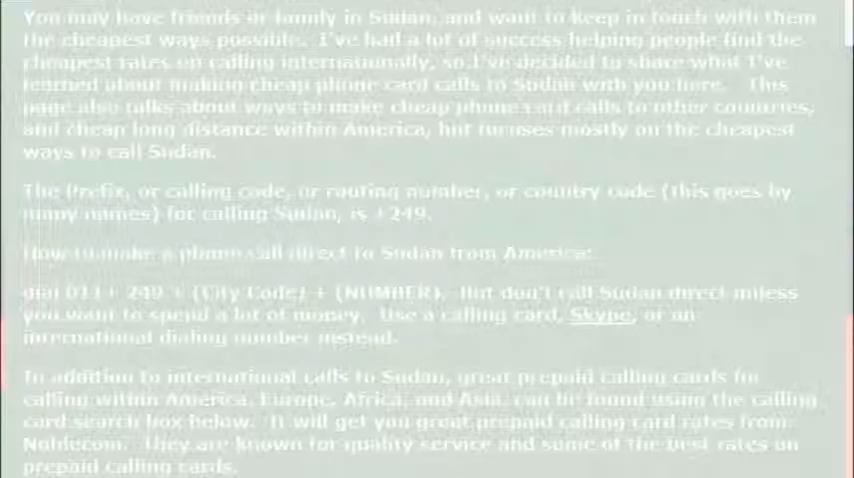 You may have friends or family in Sudan, and want to keep in touch with them
the cheapest ways possible. I've had a lot of success helping people find the
cheapest rates on calling internationally, so I've decided to share what I've
learned about making cheap phone card calls to Sudan with you here. This
page also talks about ways to make cheap phone card calls to other countries,
and cheap long distance within America, but focuses mostly on the cheapest
ways to call Sudan.
The Prefix, or calling code, or routing number, or country code (this goes by
many names) for calling Sudan, is +249.
How to make a phone call direct to Sudan from America:
dial 011+ 249 + (City Code) + (NUMBER). But don't call Sudan direct unless
you want to spend a lot of money. Use a calling card, Skype, or an
international dialing number instead.
In addition to international calls to Sudan, great prepaid calling cards for
calling within America, Europe, Africa, and Asia, can be found using the calling
card search box below. It will get you great prepaid calling card rates from
Noblecom. They are known for quality service and some of the best rates on
prepaid calling cards.